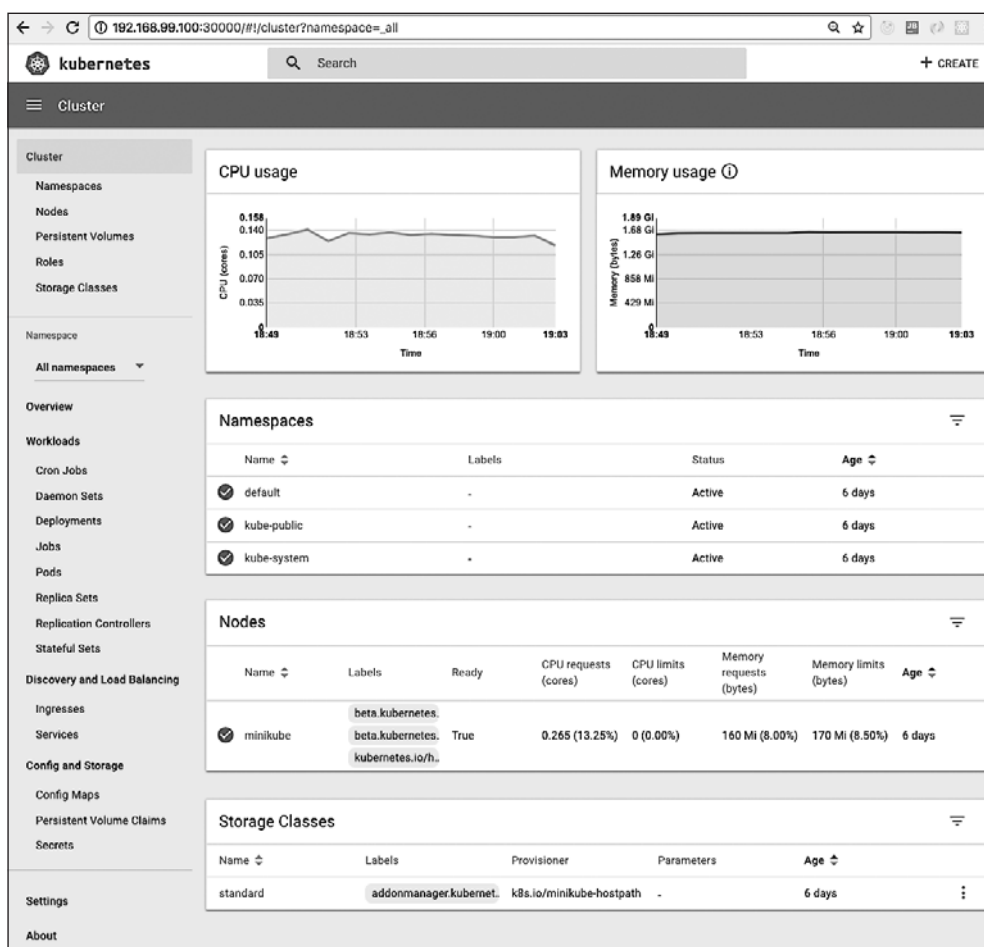 192.168.99.100:30000/#!/cluster?namespace=_all
kubernetes
Search
+ CREATE
Cluster
Cluster
Namespaces
Nodes
Persistent Volumes
Roles
Storage Classes
Namespace
All namespaces
Overview
Workloads
Cron Jobs
Daemon Sets
Deployments
Jobs
Pods
Replica Sets
Replication Controllers
Stateful Sets
Discovery and Load Balancing
Ingresses
Services
Config and Storage
Config Maps
Persistent Volume Claims
Secrets
Settings
About
CPU usage
0.158
0.140
0.105
0.070
0.035
0
CPU (cores)
18:49 18:53 18:56 19:00 19:03
Time
Memory usage
1.89 Gi
1.68 Gi
1.26 Gi
858 Mi
429 Mi
0
Memory (bytes)
18:49 18:53 18:56 19:00 19:03
Time
Namespaces
Name Labels Status Age
default - Active 6 days
kube-public - Active 6 days
kube-system - Active 6 days
Nodes
Name Labels Ready CPU requests (cores) CPU limits (cores) Memory requests (bytes) Memory limits (bytes) Age
beta.kubernetes.
minikube beta.kubernetes. True 0.265 (13.25%) 0 (0.00%) 160 Mi (8.00%) 170 Mi (8.50%) 6 days
kubernetes.io/h..
Storage Classes
Name Labels Provisioner Parameters Age
standard addonmanager.kubernet.. k8s.io/minikube-hostpath - 6 days